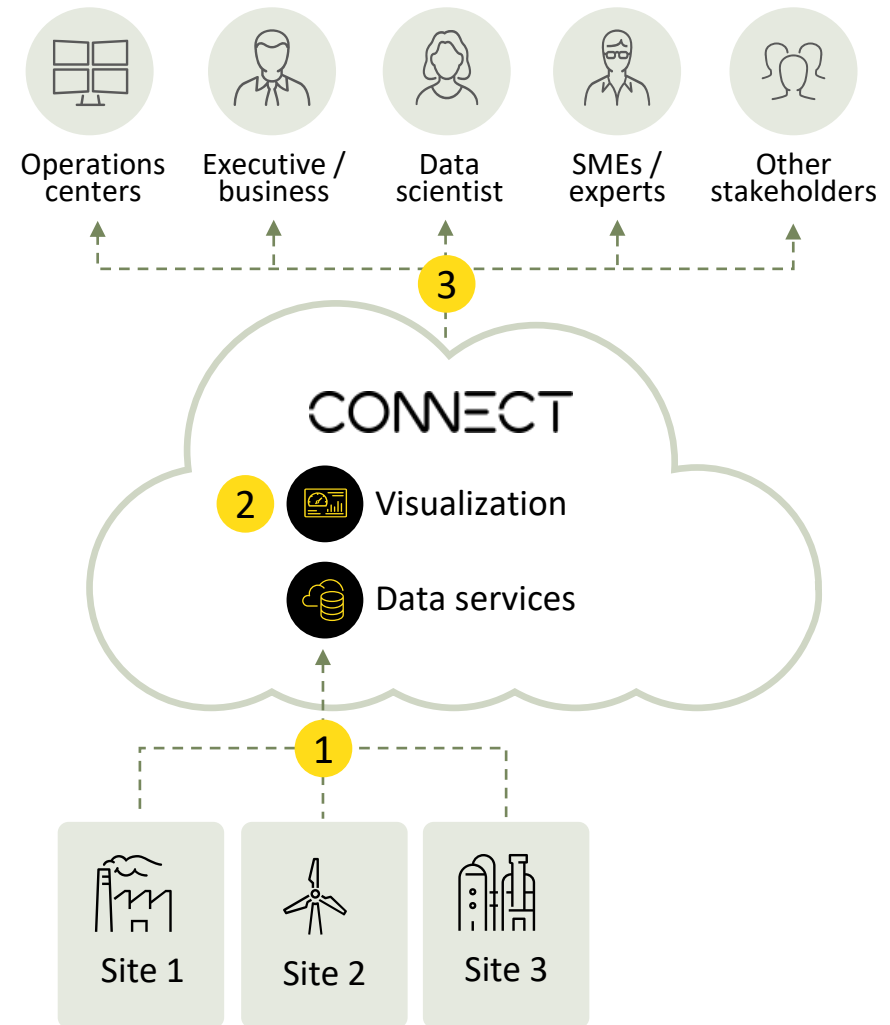 Operations
centers
Executive /
business
Data
scientist
SMEs /
experts
Other
stakeholders
3
CONNECT
2
Visualization
Data services
1
Site 1
Site 2
Site 3